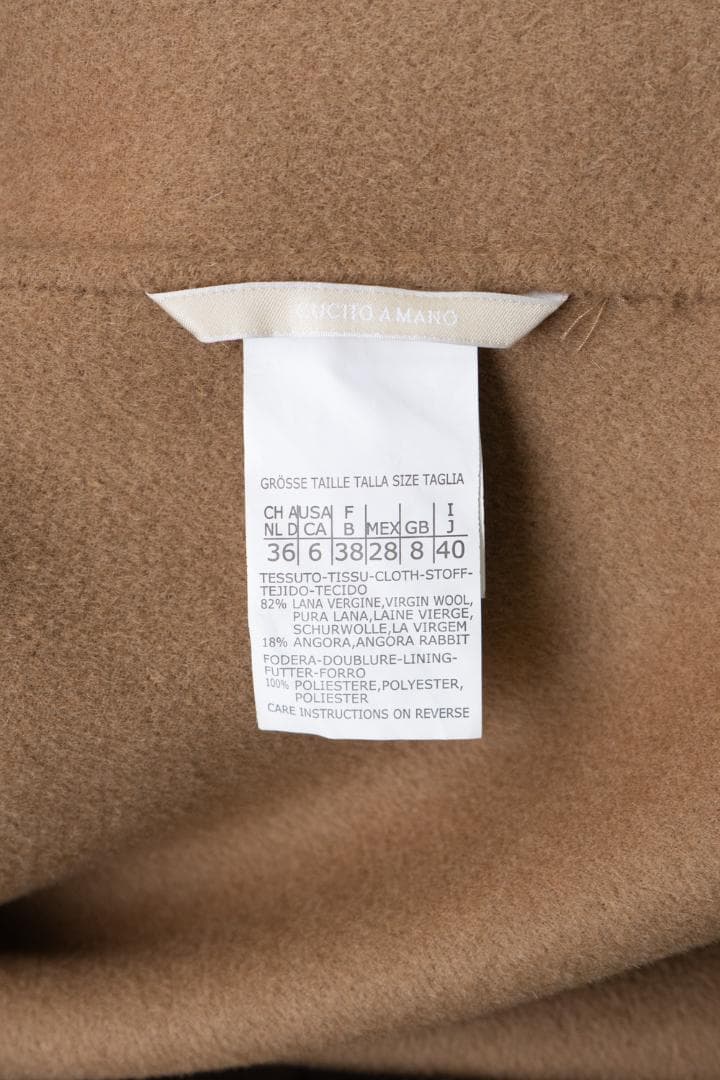 CUCITO A MANO
GRÖSSE TAILLE TALLA SIZE TAGLIA
CH A USA F I
NL D CA B MEX GB J
36 6 38 28 8 40
TESSUTO-TISSU-CLOTH-STOFF-
TEJIDO-TECIDO
82% LANA VERGINE,VIRGIN WOOL,
PURA LANA,LAINE VIERGE,
SCHURWOLLE,LA VIRGEM
18% ANGORA,ANGORA RABBIT
FODERA-DOUBLURE-LINING-
FUTTER-FORRO
100% POLIESTERE,POLYESTER,
POLIESTER
CARE INSTRUCTIONS ON REVERSE